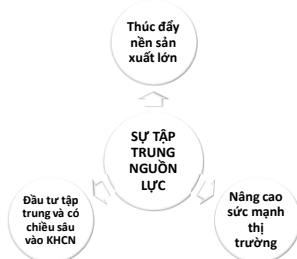 Thúc đẩy
nền sản
xuất lớn
SỰ TẬP
TRUNG
NGUỒN
LỰC
Đầu tư tập
trung và có
chiều sâu
vào KHCN
Nâng cao
sức mạnh
thị
trường